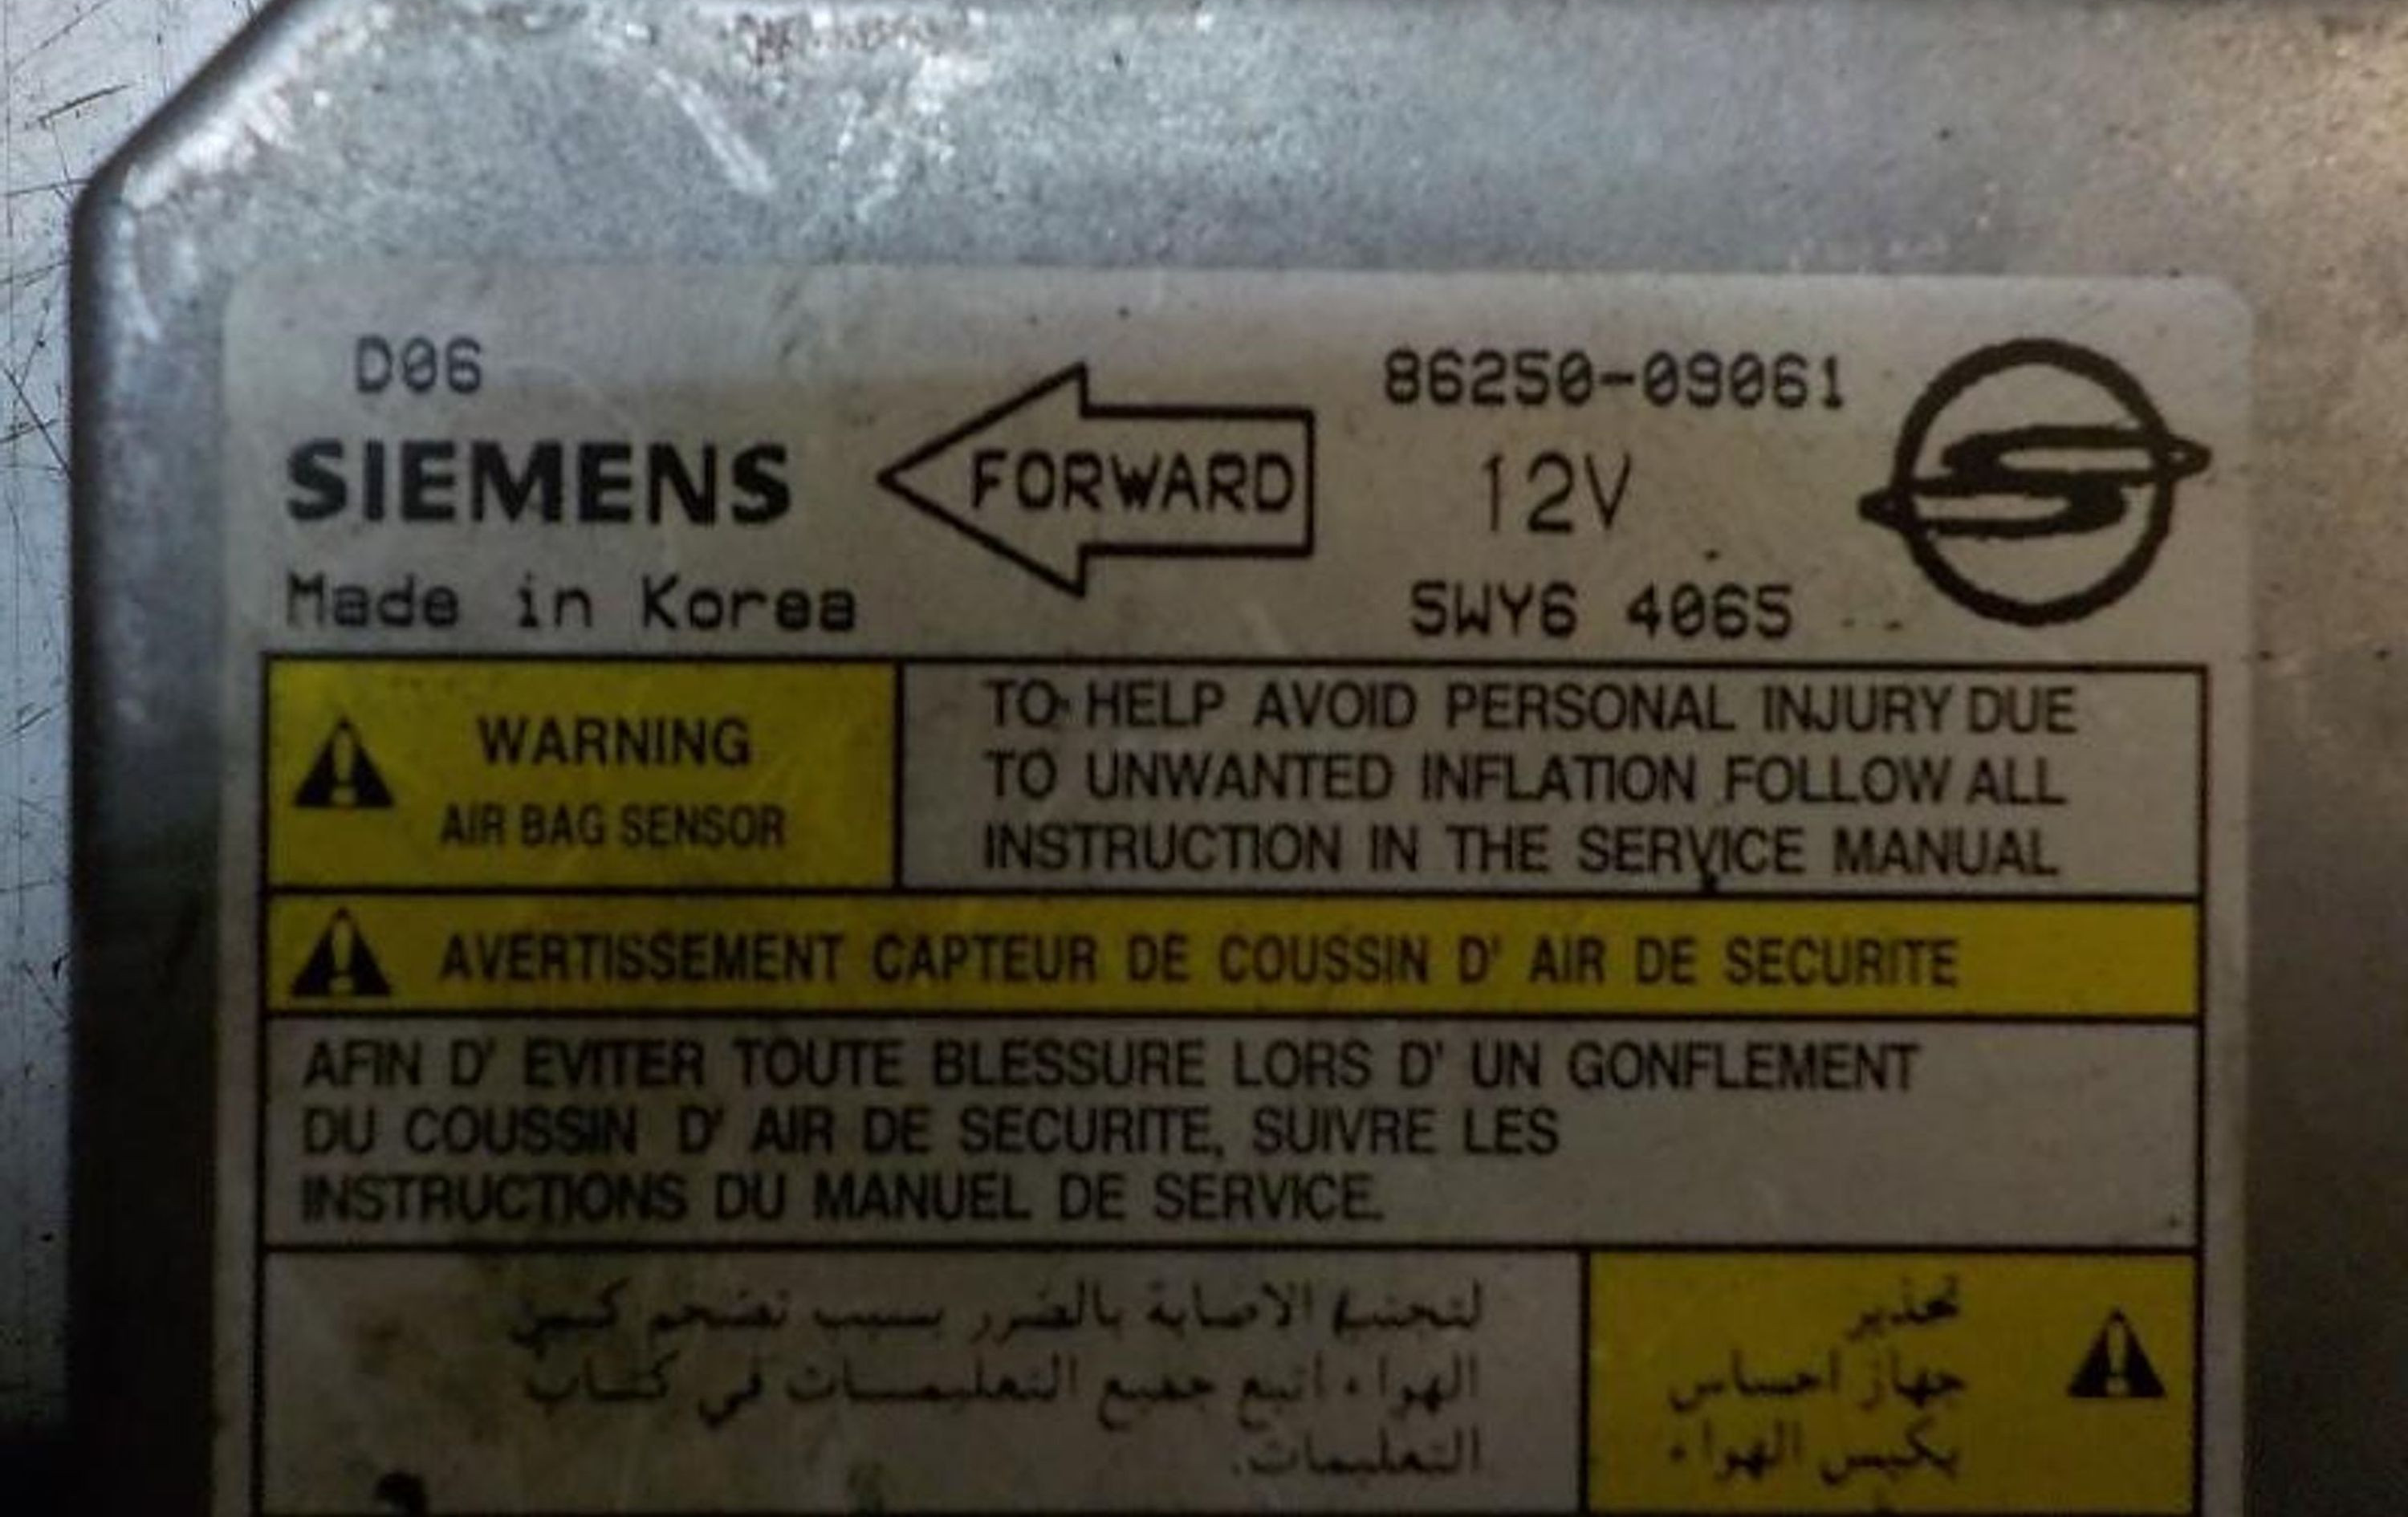 D06
SIEMENS
Made in Korea
FORWARD
86250-09061
12V
5WY6 4065
WARNING
AIR BAG SENSOR
TO HELP AVOID PERSONAL INJURY DUE
TO UNWANTED INFLATION FOLLOW ALL
INSTRUCTION IN THE SERVICE MANUAL
AVERTISSEMENT CAPTEUR DE COUSSIN D' AIR DE SECURITE
AFIN D' EVITER TOUTE BLESSURE LORS D' UN GONFLEMENT
DU COUSSIN D' AIR DE SECURITE, SUIVRE LES
INSTRUCTIONS DU MANUEL DE SERVICE.
تحذير
جهاز احساس
بكيس الهواء
لتجنب الاصابة بالضرر بسبب تضخم كيس
الهواء اتبع جميع التعليمات في كتاب
التعليمات.